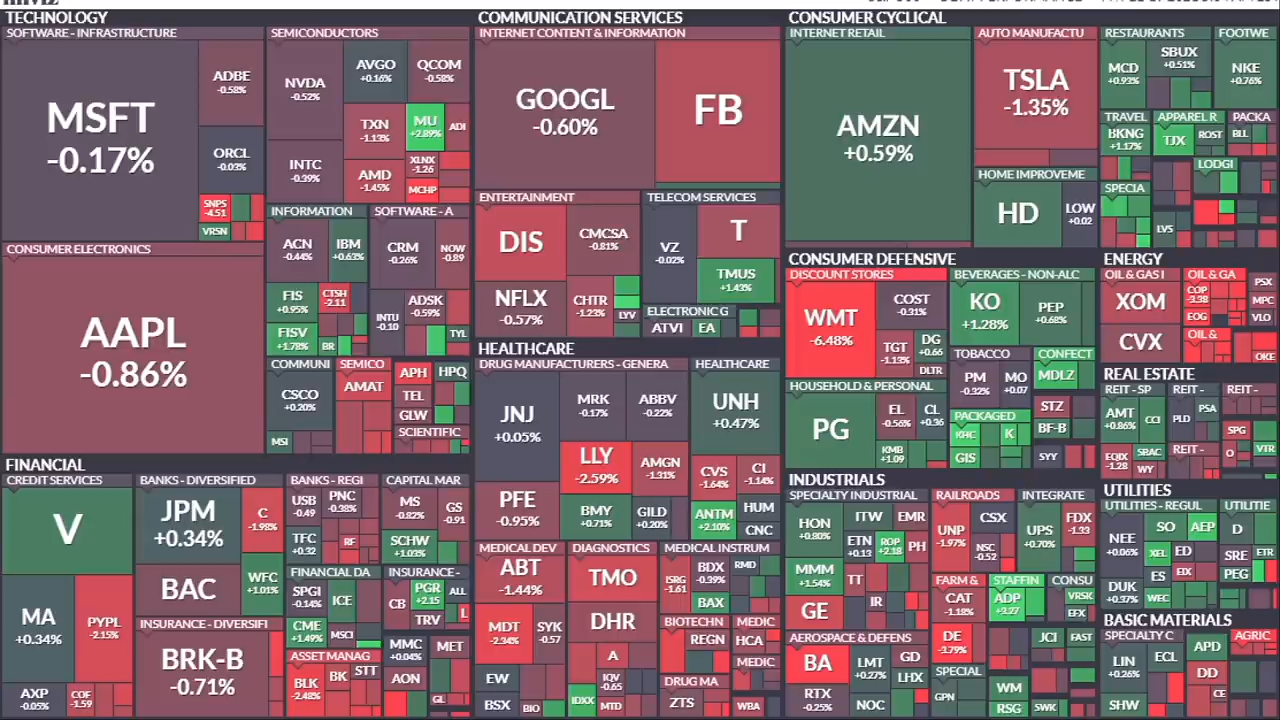 TECHNOLOGY
SOFTWARE - INFRASTRUCTURE
MSFT
-0.17%
ADBE
-0.58%
ORCL
-0.03%
SNPS
-4.51
VRSN
SEMICONDUCTORS
NVDA
-0.52%
AVGO
+0.16%
QCOM
-0.58%
TXN
-1.13%
MU
+2.89%
ADI
INTC
-0.39%
AMD
-1.45%
XLNX
-1.26
MCHP
CONSUMER ELECTRONICS
AAPL
-0.86%
INFORMATION
ACN
-0.44%
IBM
+0.63%
FIS
+0.95%
CTSH
-2.11
FISV
+1.78%
BR
SOFTWARE - A
CRM
-0.26%
NOW
-0.89
INTU
-0.10
ADSK
-0.59%
TYL
COMMUNI
CSCO
+0.20%
MSI
SEMICO
AMAT
APH
HPQ
TEL
GLW
SCIENTIFIC
COMMUNICATION SERVICES
INTERNET CONTENT & INFORMATION
GOOGL
-0.60%
FB
ENTERTAINMENT
DIS
CMCSA
-0.81%
NFLX
-0.57%
CHTR
-1.23%
LYV
TELECOM SERVICES
VZ
-0.02%
T
TMUS
+1.43%
ELECTRONIC G
ATVI
EA
CONSUMER CYCLICAL
INTERNET RETAIL
AMZN
+0.59%
AUTO MANUFACTU
TSLA
-1.35%
HOME IMPROVEME
HD
LOW
+0.02
RESTAURANTS
MCD
+0.93%
SBUX
+0.51%
FOOTWE
NKE
+0.76%
TRAVEL
BKNG
+1.17%
APPAREL R
TJX
ROST
PACKA
BLL
LODGI
SPECIA
LVS
CONSUMER DEFENSIVE
DISCOUNT STORES
WMT
-6.48%
COST
-0.31%
TGT
-1.13%
DG
+0.66
DLTR
BEVERAGES - NON-ALC
KO
+1.28%
PEP
+0.68%
TOBACCO
PM
-0.32%
MO
+0.07
CONFECT
MDLZ
HOUSEHOLD & PERSONAL
PG
EL
-0.56%
CL
+0.36
KMB
+1.09
PACKAGED
KHC
K
GIS
STZ
BF-B
SYY
ENERGY
OIL & GAS I
XOM
CVX
OIL & GA
COP
-3.38
EOG
OIL &
PSX
MPC
VLO
OKE
REAL ESTATE
REIT - SP
AMT
+0.86%
CCI
EQIX
-1.28
SBAC
WY
REIT -
PLD
PSA
REIT -
REIT -
SPG
O
VTR
HEALTHCARE
DRUG MANUFACTURERS - GENERA
JNJ
+0.05%
MRK
-0.17%
ABBV
-0.22%
LLY
-2.59%
AMGN
-1.31%
PFE
-0.95%
BMY
+0.71%
GILD
+0.20%
HEALTHCARE
UNH
+0.47%
CVS
-1.64%
CI
-1.14%
ANTM
+2.10%
HUM
CNC
MEDICAL DEV
ABT
-1.44%
MDT
-2.34%
SYK
-0.57
EW
BSX
BIO
DIAGNOSTICS
TMO
DHR
A
IQV
-0.65
IDXX
MTD
MEDICAL INSTRUM
ISRG
-1.61
BDX
-0.39%
RMD
BAX
BIOTECHN
REGN
MEDIC
HCA
MEDIC
DRUG MA
ZTS
WBA
FINANCIAL
CREDIT SERVICES
V
MA
+0.34%
PYPL
-2.15%
AXP
-0.05%
COF
-1.59
BANKS - DIVERSIFIED
JPM
+0.34%
C
-1.98%
BAC
WFC
+1.01%
INSURANCE - DIVERSIFI
BRK-B
-0.71%
BANKS - REGI
USB
-0.49
PNC
-0.38%
TFC
+0.32
RF
CAPITAL MAR
MS
-0.82%
GS
-0.91
SCHW
+1.03%
FINANCIAL DA
SPGI
-0.14%
ICE
CME
+1.49%
MSCI
INSURANCE -
CB
PGR
+2.15
ALL
TRV
L
ASSET MANAG
BLK
-2.48%
BK
STT
MMC
+0.04%
MET
AON
GL
INDUSTRIALS
SPECIALTY INDUSTRIAL
HON
+0.80%
ITW
EMR
ETN
+0.13
ROP
+2.18
PH
MMM
+1.54%
TT
GE
IR
RAILROADS
UNP
-1.97%
CSX
NSC
-0.52
INTEGRATE
UPS
+0.70%
FDX
-1.33
AEROSPACE & DEFENS
BA
LMT
+0.27%
GD
LHX
RTX
-0.25%
NOC
FARM &
CAT
-1.18%
DE
-3.79%
STAFFIN
ADP
+3.27
CONSU
VRSK
EFX
JCI
FAST
SPECIAL
GPN
WM
RSG
SWK
UTILITIES
UTILITIES - REGUL
NEE
+0.06%
SO
AEP
XEL
ED
DUK
+0.37%
ES
EIX
WEC
UTILITIE
D
SRE
ETR
PEG
BASIC MATERIALS
SPECIALTY C
LIN
+0.26%
ECL
SHW
APD
DD
CE
AGRIC